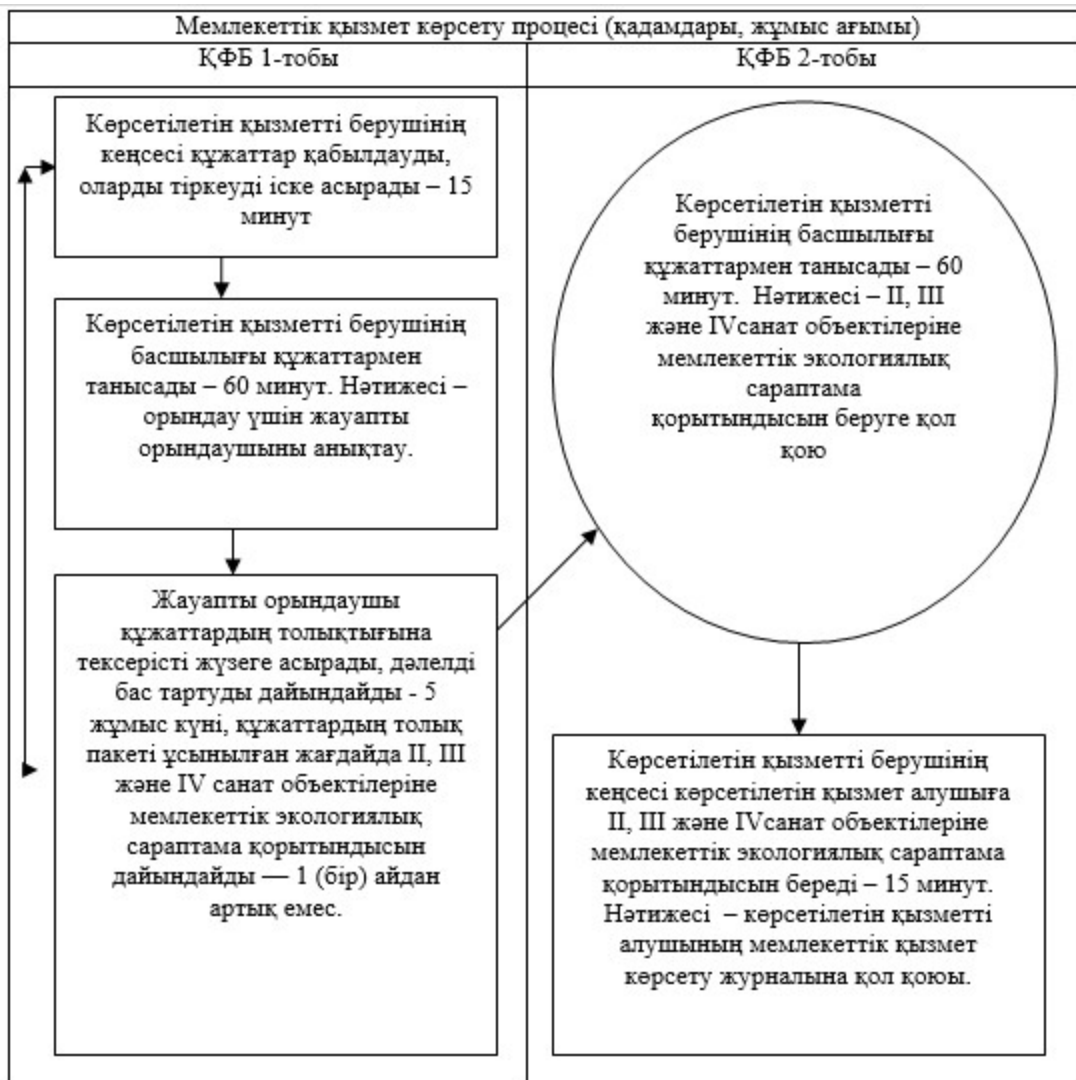 Мемлекеттік қызмет көрсету процесі (қадамдары, жұмыс ағымы)
ҚФБ 1-тобы
ҚФБ 2-тобы
Көрсетілетін қызметті берушінің
кеңсесі құжаттар қабылдауды,
оларды тіркеуді іске асырады – 15
минут
Көрсетілетін қызметті берушінің
басшылығы құжаттармен
танысады – 60 минут. Нәтижесі –
орындау үшін жауапты
орындаушыны анықтау.
Жауапты орындаушы
құжаттардың толықтығына
тексерісті жүзеге асырады, дәлелді
бас тартуды дайындайды - 5
жұмыс күні, құжаттардың толық
пакеті ұсынылған жағдайда II, III
және IV санат объектілеріне
мемлекеттік экологиялық
сараптама қорытындысын
дайындайды — 1 (бір) айдан
артық емес.
Көрсетілетін қызметті
берушінің басшылығы
құжаттармен танысады – 60
минут. Нәтижесі – II, III
және IVсанат объектілеріне
мемлекеттік экологиялық
сараптама
қорытындысын беруге қол
қою
Көрсетілетін қызметті берушінің
кеңсесі көрсетілетін қызмет алушыға
II, III және IVсанат объектілеріне
мемлекеттік экологиялық сараптама
қорытындысын береді – 15 минут.
Нәтижесі – көрсетілетін қызметті
алушының мемлекеттік қызмет
көрсету журналына қол қоюы.